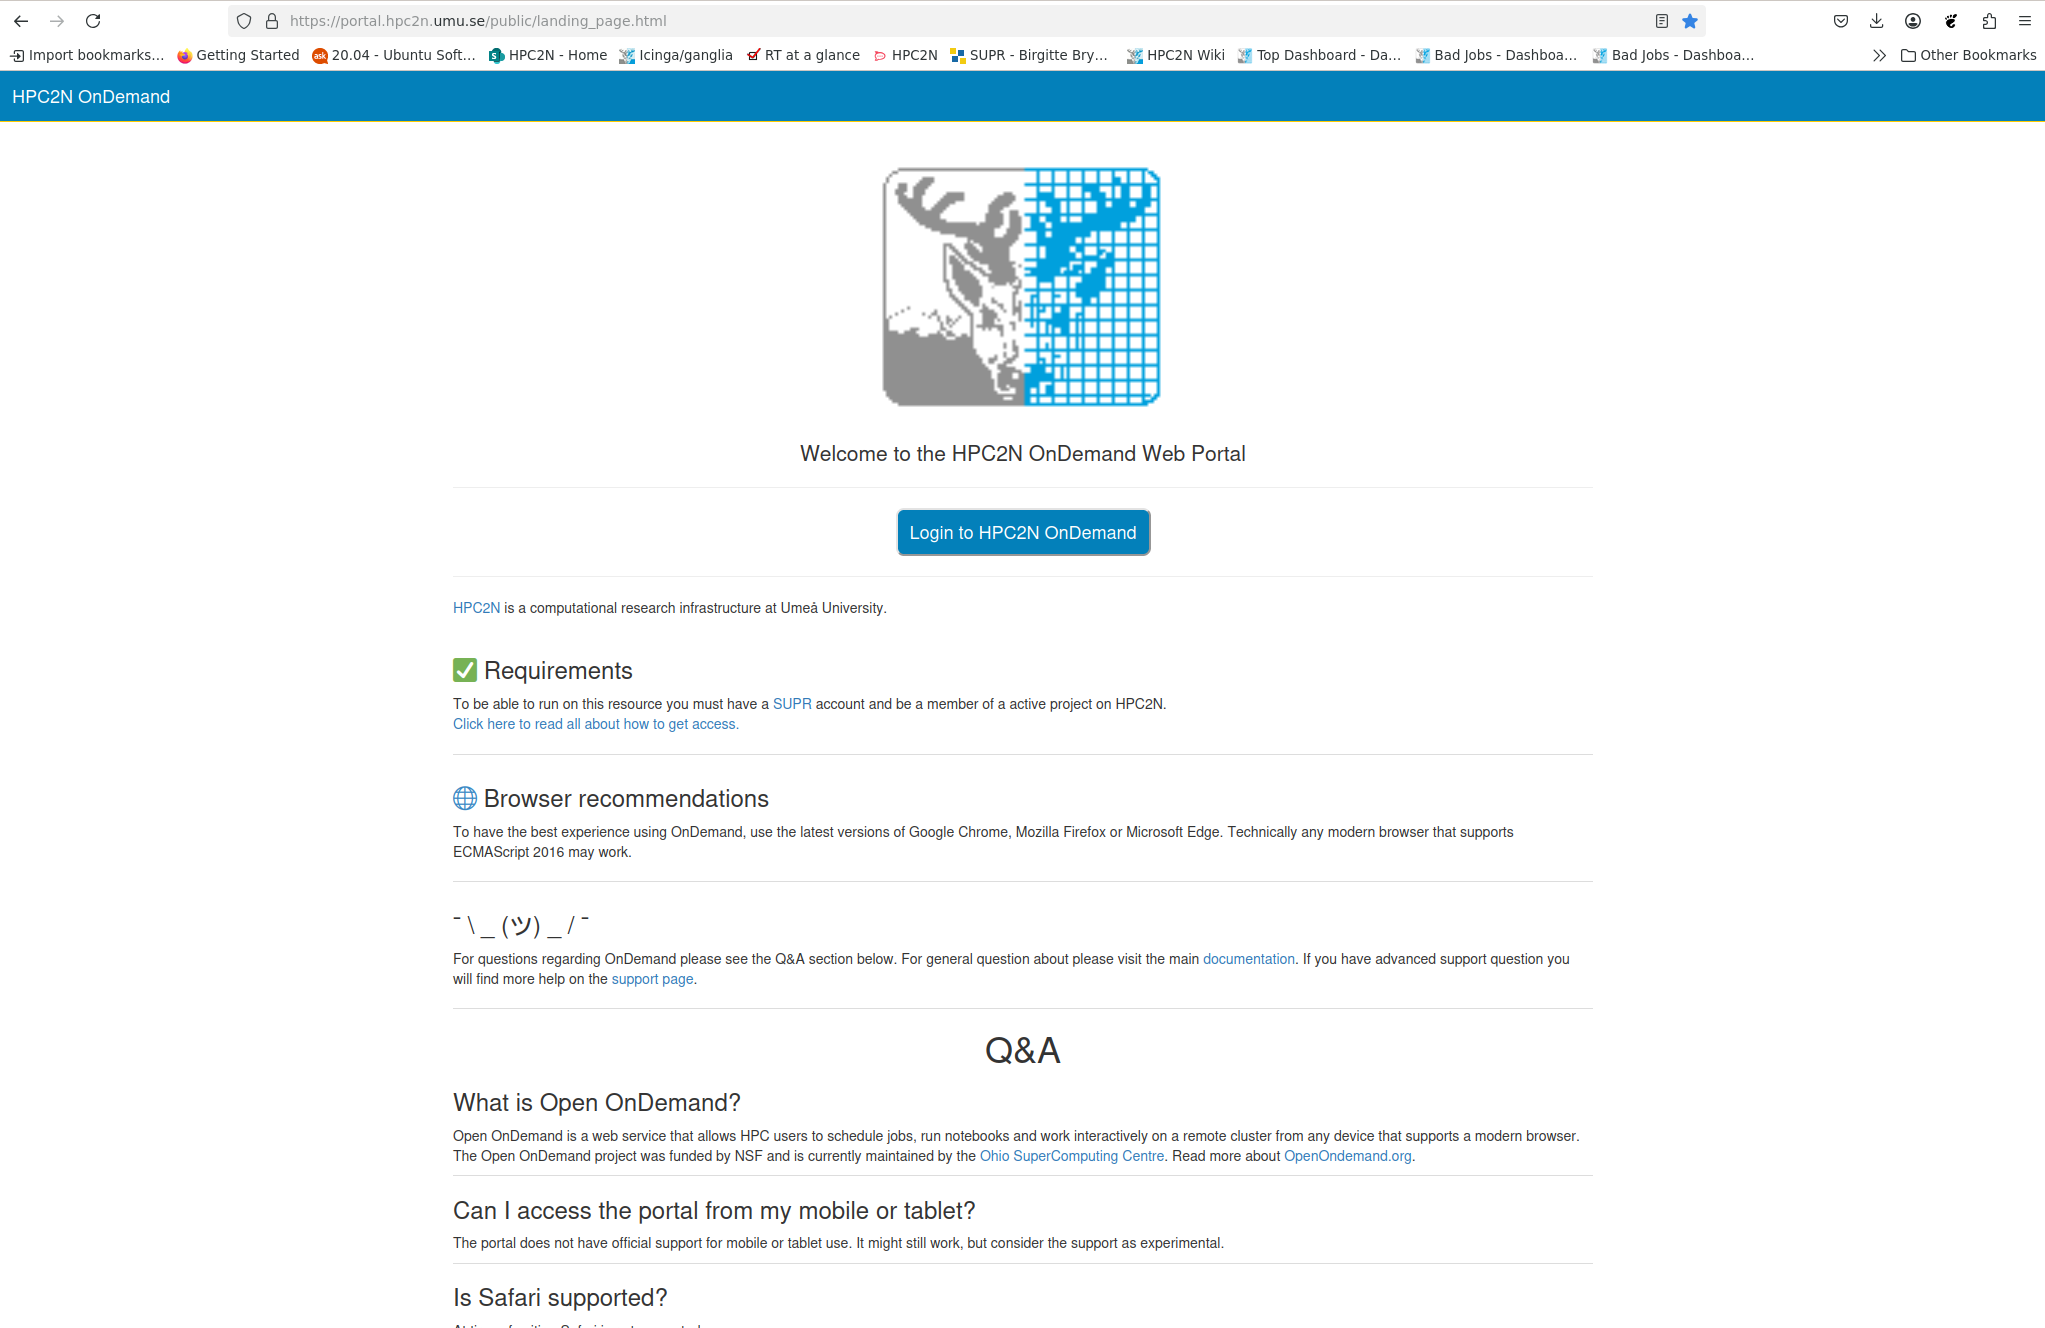 https://portal.hpc2n.umu.se/public/landing_page.html
Import bookmarks... Getting Started 20.04 - Ubuntu Soft... HPC2N - Home Icinga/ganglia RT at a glance HPC2N SUPR - Birgitte Bry... HPC2N Wiki Top Dashboard - Da... Bad Jobs - Dashboa... Bad Jobs - Dashboa... Other Bookmarks
HPC2N OnDemand
Welcome to the HPC2N OnDemand Web Portal
Login to HPC2N OnDemand
HPC2N is a computational research infrastructure at Umeå University.
✅ Requirements
To be able to run on this resource you must have a SUPR account and be a member of a active project on HPC2N.
Click here to read all about how to get access.
🌐 Browser recommendations
To have the best experience using OnDemand, use the latest versions of Google Chrome, Mozilla Firefox or Microsoft Edge. Technically any modern browser that supports
ECMAScript 2016 may work.
¯ \ _ (ツ) _ / ¯
For questions regarding OnDemand please see the Q&A section below. For general question about please visit the main documentation. If you have advanced support question you
will find more help on the support page.
Q&A
What is Open OnDemand?
Open OnDemand is a web service that allows HPC users to schedule jobs, run notebooks and work interactively on a remote cluster from any device that supports a modern browser.
The Open OnDemand project was funded by NSF and is currently maintained by the Ohio SuperComputing Centre. Read more about OpenOndemand.org.
Can I access the portal from my mobile or tablet?
The portal does not have official support for mobile or tablet use. It might still work, but consider the support as experimental.
Is Safari supported?